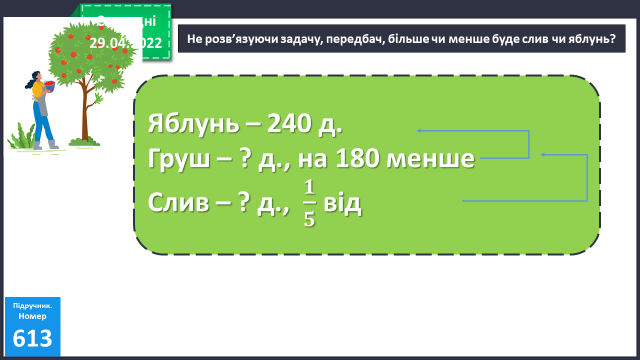 29.04.2022
Не розв’язуючи задачу, передбач, більше чи менше буде слив чи яблунь?
Яблунь – 240 д.
Груш – ? д., на 180 менше
Слив – ? д., 1/5 від
Підручник.
Номер
613